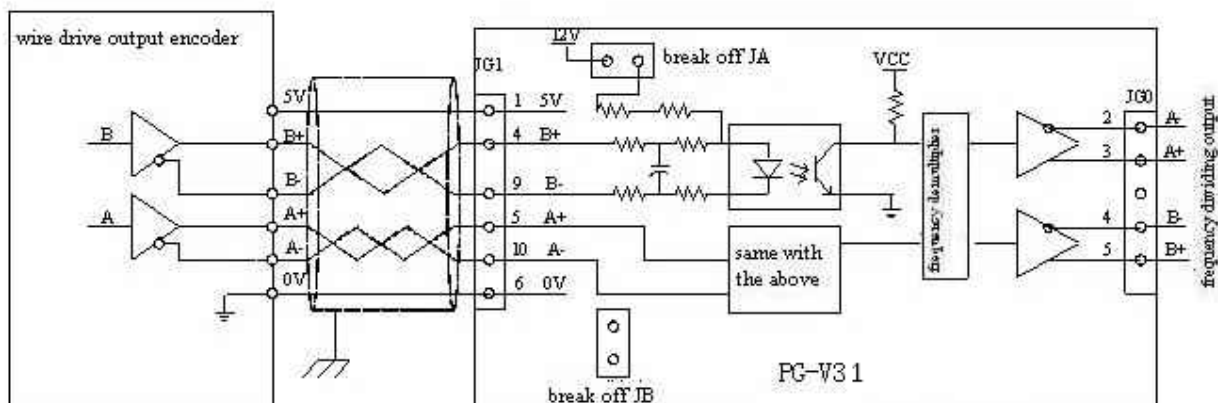 wire drive output encoder
B
A
5V
B+
B-
A+
A-
0V
JG1
1 5V
4 B+
9 B-
5 A+
10 A-
6 0V
12V
break off JA
break off JB
same with
the above
VCC
frequency demultiplier
PG-V31
JG0
2 A-
3 A+
4 B-
5 B+
frequency dividing output